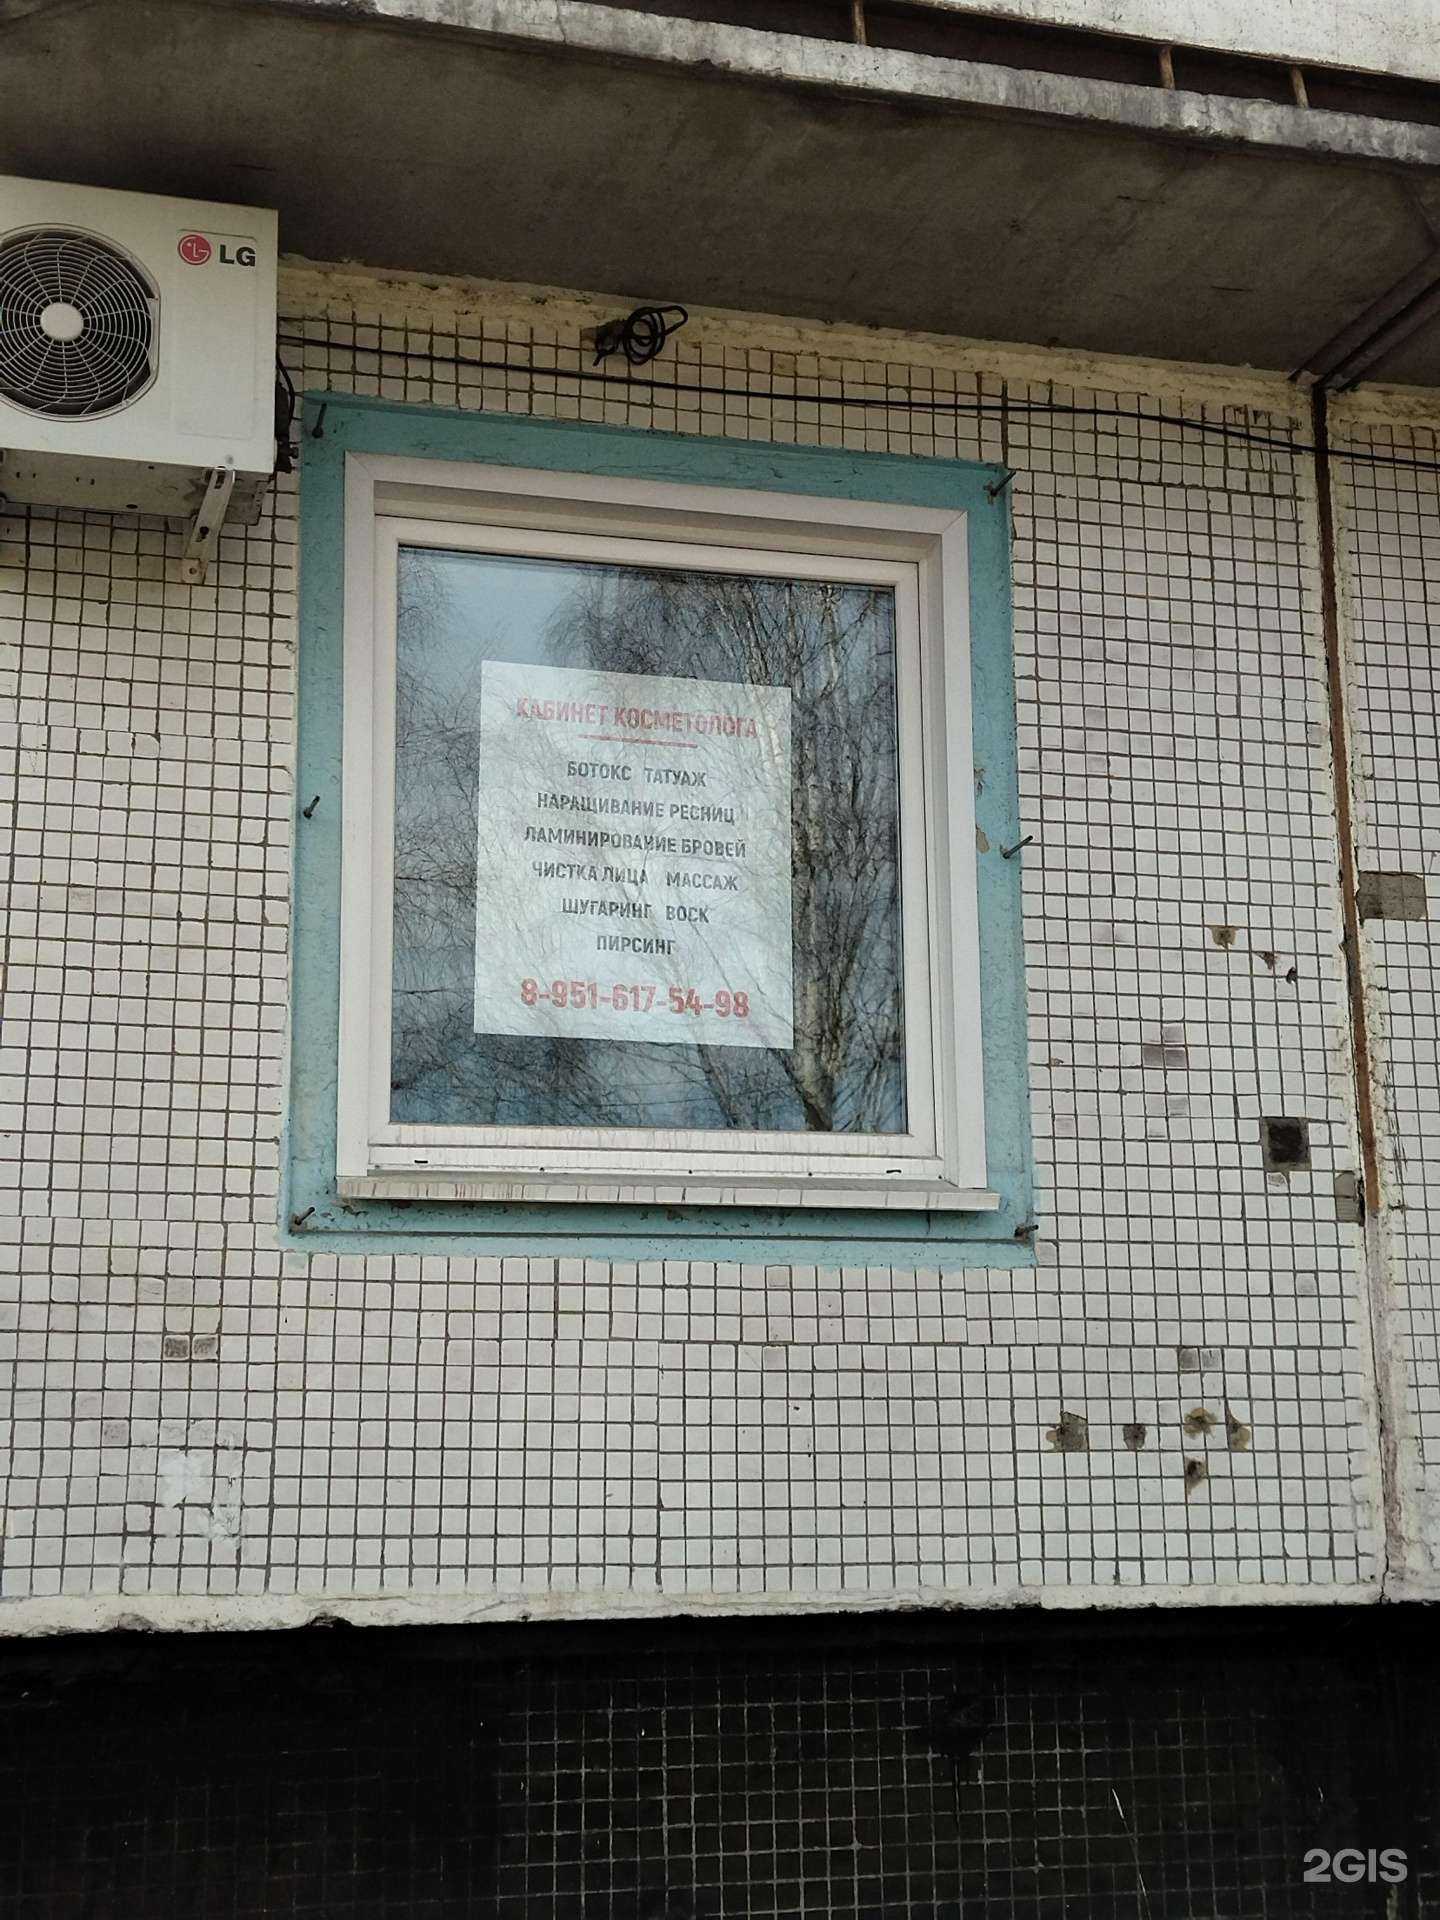 LG
КАБИНЕТ КОСМЕТОЛОГА
БОТОКС ТАТУАЖ
НАРАЩИВАНИЕ РЕСНИЦ
ЛАМИНИРОВАНИЕ БРОВЕЙ
ЧИСТКА ЛИЦА МАССАЖ
ШУГАРИНГ ВОСК
ПИРСИНГ
8-951-617-54-98
2GIS